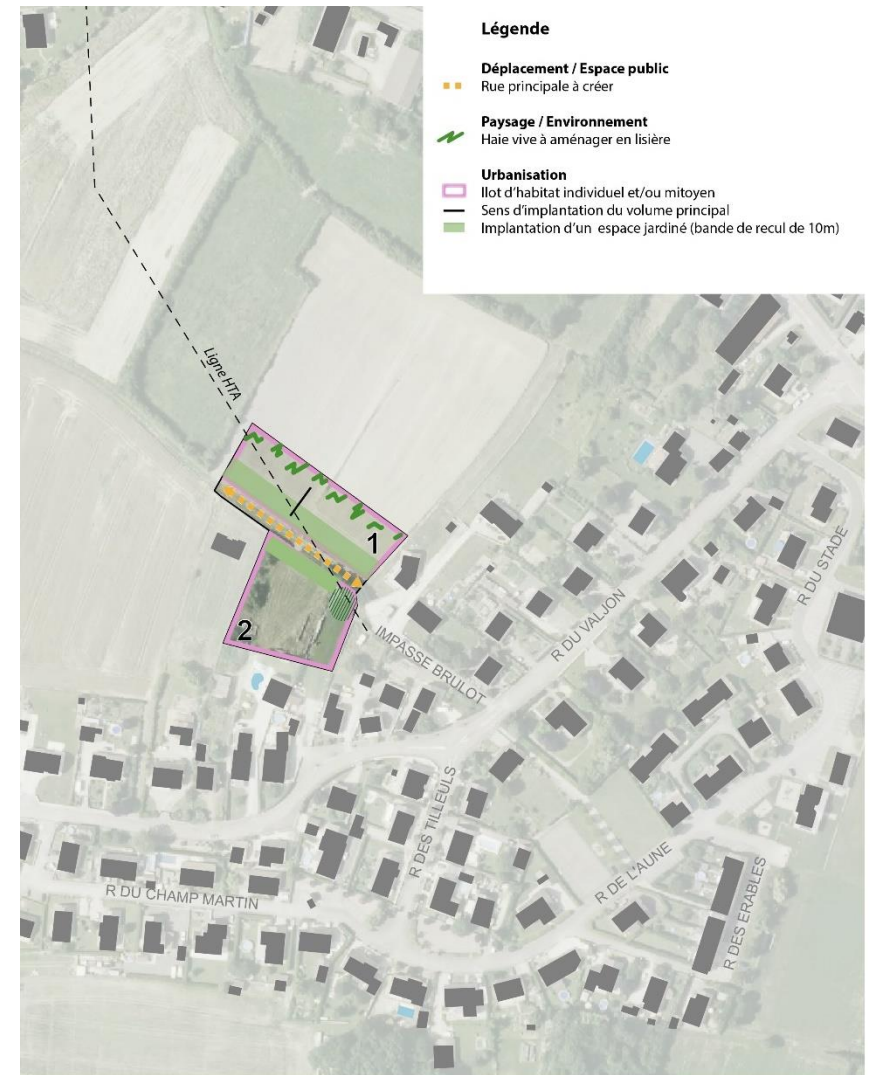 Légende
Déplacement / Espace public
Rue principale à créer
Paysage / Environnement
Haie vive à aménager en lisière
Urbanisation
Ilot d'habitat individuel et/ou mitoyen
Sens d'implantation du volume principal
Implantation d'un espace jardiné (bande de recul de 10m)
Ligne HTA
1
2
IMPASSE BRULOT
R DU VALJON
R DU STADE
R DES TILLEULS
R DE L'AUNE
R DU CHAMP MARTIN
R DES ERABLES